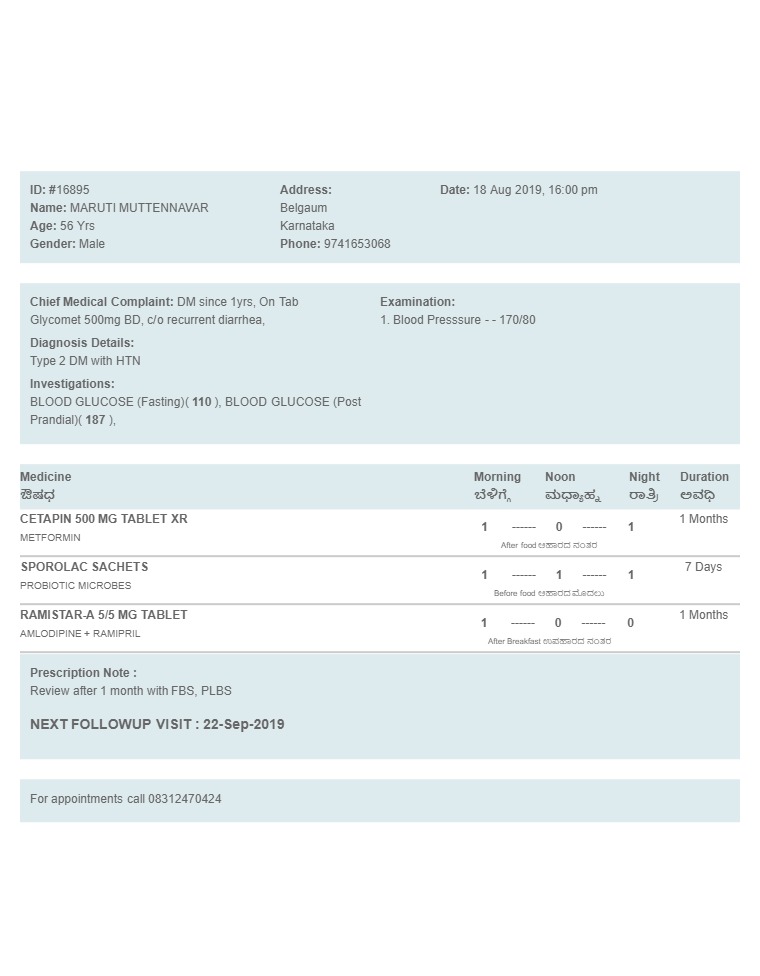 ID: #16895
Name: MARUTI MUTTENNAVAR
Age: 56 Yrs
Gender: Male
Address:
Belgaum
Karnataka
Phone: 9741653068
Date: 18 Aug 2019, 16:00 pm
Chief Medical Complaint: DM since 1yrs, On Tab
Glycomet 500mg BD, c/o recurrent diarrhea,
Diagnosis Details:
Type 2 DM with HTN
Investigations:
BLOOD GLUCOSE (Fasting)( 110 ), BLOOD GLUCOSE (Post
Prandial)( 187 ),
Examination:
1. Blood Presssure - - 170/80
Medicine Morning Noon Night Duration
ಔಷಧ ಬೆಳಿಗ್ಗೆ ಮಧ್ಯಾಹ್ನ ರಾತ್ರಿ ಅವಧಿ
CETAPIN 500 MG TABLET XR 1 ------ 0 ------ 1 1 Months
METFORMIN
After food ಆಹಾರದ ನಂತರ
SPOROLAC SACHETS 1 ------ 1 ------ 1 7 Days
PROBIOTIC MICROBES
Before food ಆಹಾರದ ಮೊದಲು
RAMISTAR-A 5/5 MG TABLET 1 ------ 0 ------ 0 1 Months
AMLODIPINE + RAMIPRIL
After Breakfast ಉಪಹಾರದ ನಂತರ
Prescription Note :
Review after 1 month with FBS, PLBS
NEXT FOLLOWUP VISIT : 22-Sep-2019
For appointments call 08312470424